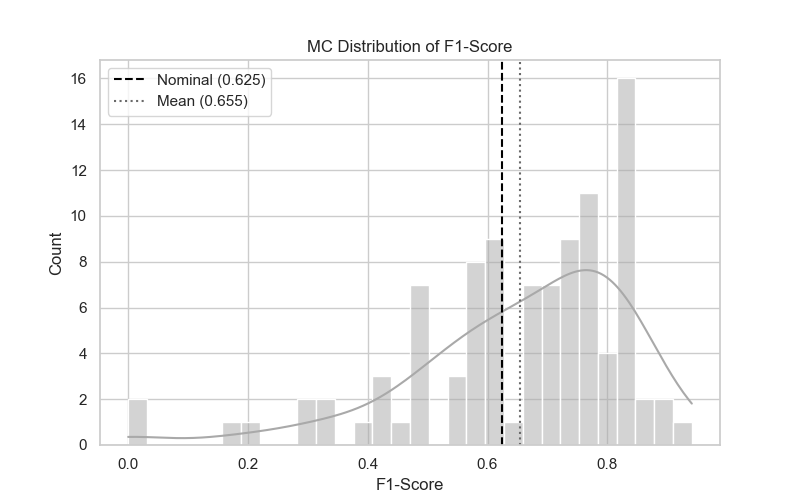 MC Distribution of F1-Score
Nominal (0.625)
Mean (0.655)
16
14
12
10
8
6
4
2
0
Count
0.0 0.2 0.4 0.6 0.8
F1-Score